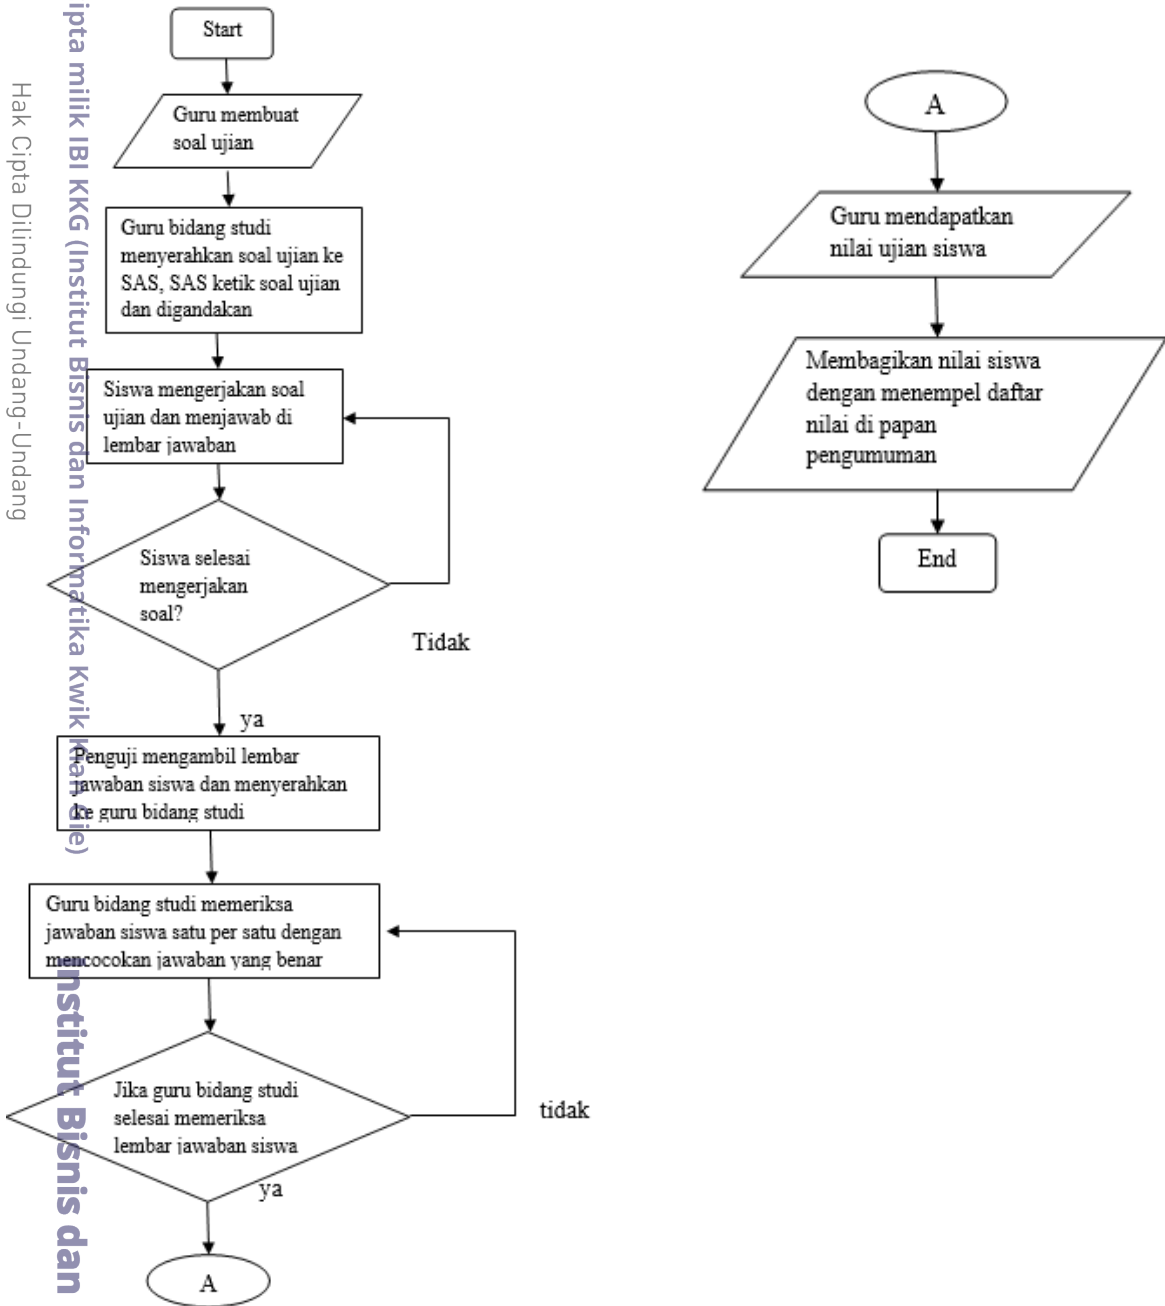 Start
Guru membuat
soal ujian
Guru bidang studi
menyerahkan soal ujian ke
SAS, SAS ketik soal ujian
dan digandakan
Siswa mengerjakan soal
ujian dan menjawab di
lembar jawaban
Siswa selesai
mengerjakan
soal?
Tidak
ya
Penguji mengambil lembar
jawaban siswa dan menyerahkan
ke guru bidang studi
Guru bidang studi memeriksa
jawaban siswa satu per satu dengan
mencocokan jawaban yang benar
Jika guru bidang studi
selesai memeriksa
lembar jawaban siswa
tidak
ya
A
A
Guru mendapatkan
nilai ujian siswa
Membagikan nilai siswa
dengan menempel daftar
nilai di papan
pengumuman
End
Hak Cipta Dilindungi Undang-Undang
ipta milik IBI KKG (Institut Bisnis dan Informatika Kwik Kian Gie)
Institut Bisnis dan